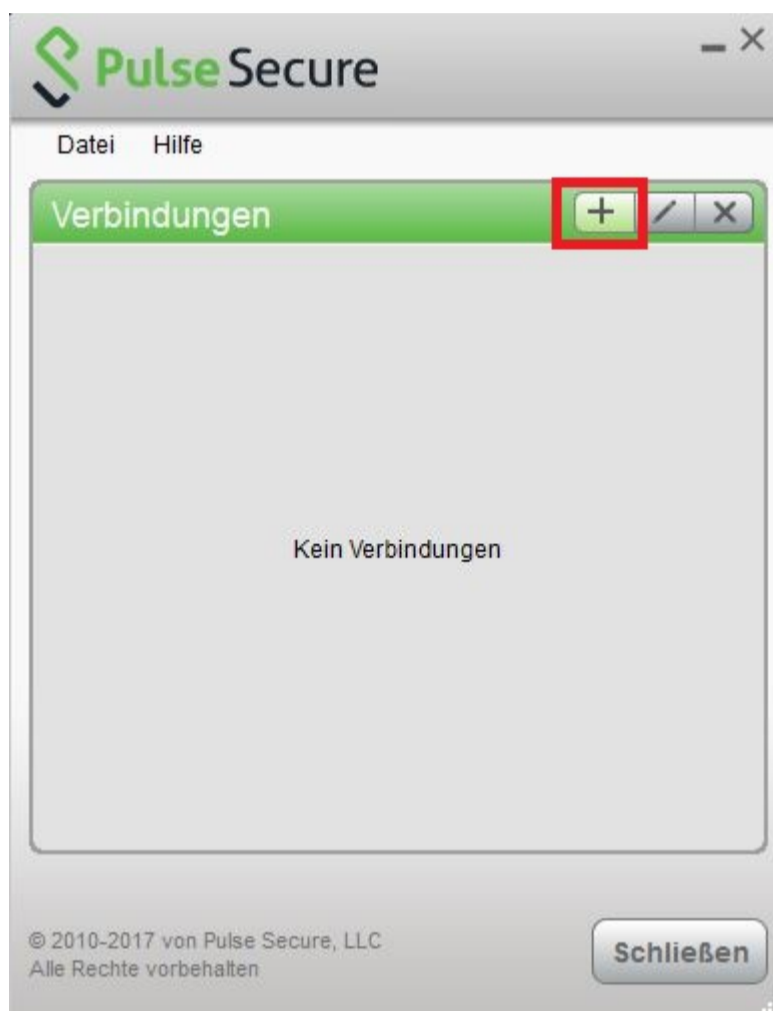 Pulse Secure
Datei Hilfe
Verbindungen
Kein Verbindungen
© 2010-2017 von Pulse Secure, LLC
Alle Rechte vorbehalten
Schließen